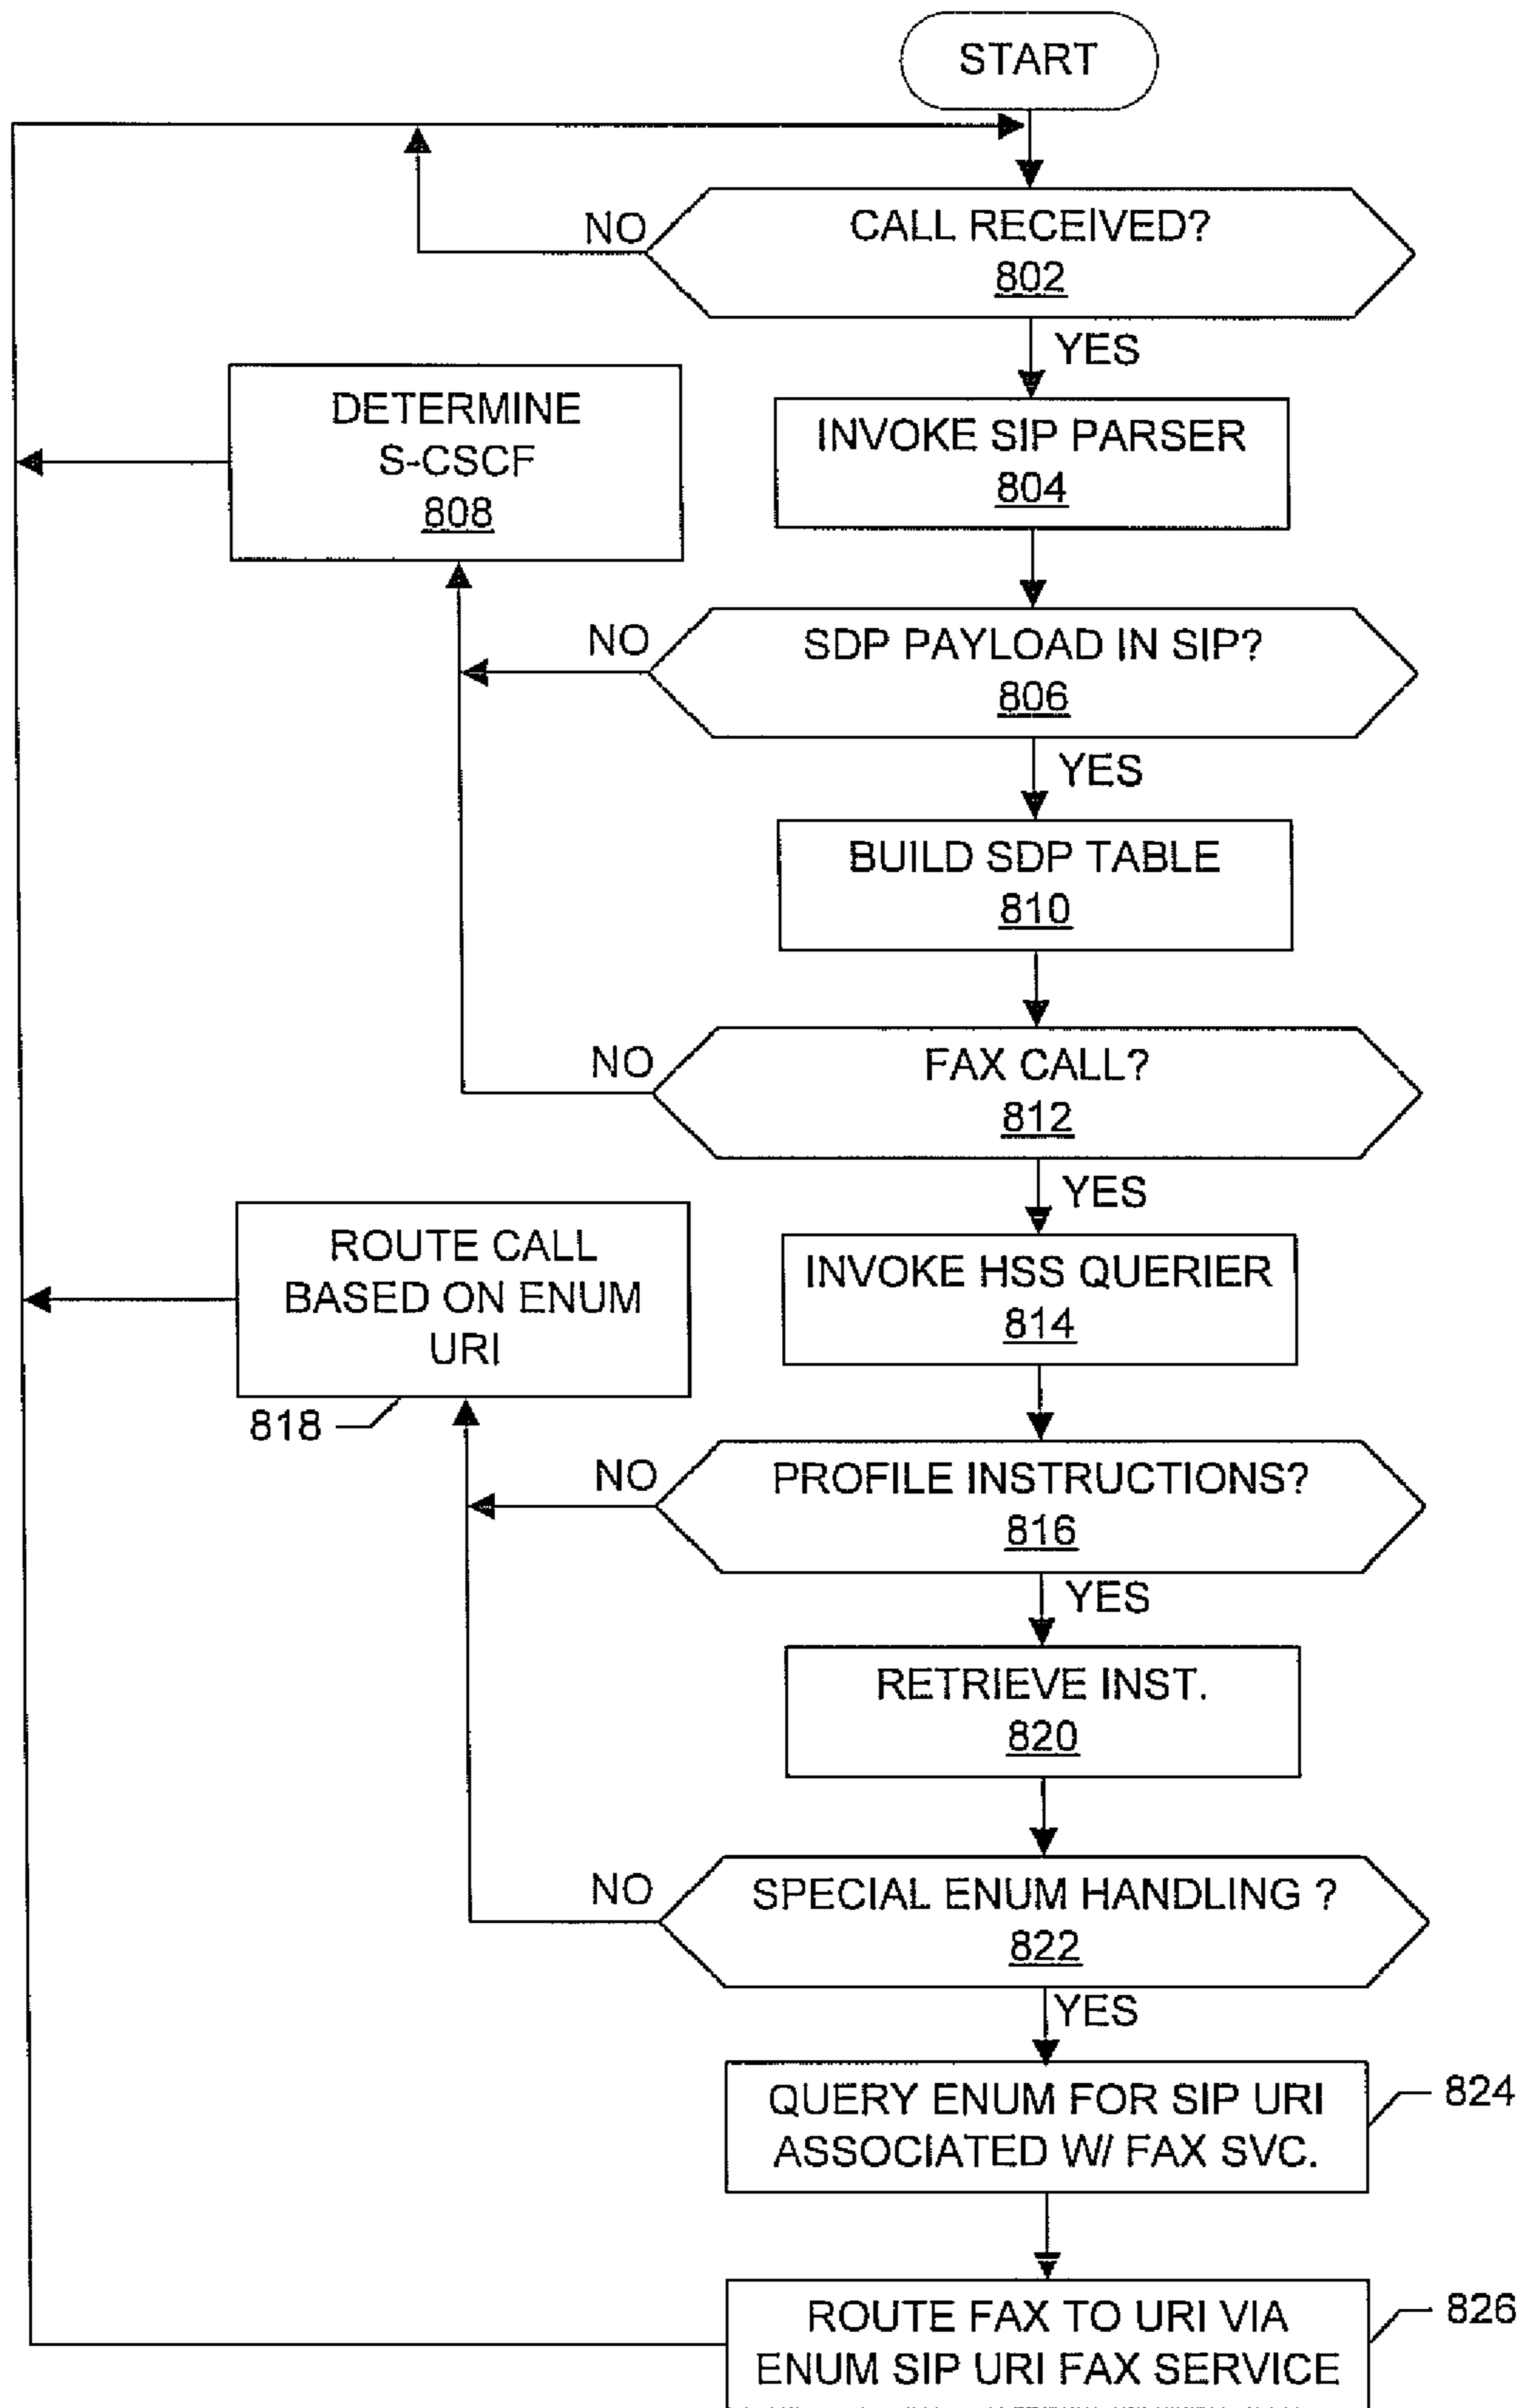 START
NO
CALL RECEIVED?
802
YES
DETERMINE
S-CSCF
808
INVOKE SIP PARSER
804
NO
SDP PAYLOAD IN SIP?
806
YES
BUILD SDP TABLE
810
NO
FAX CALL?
812
YES
ROUTE CALL
BASED ON ENUM
URI
818
INVOKE HSS QUERIER
814
NO
PROFILE INSTRUCTIONS?
816
YES
RETRIEVE INST.
820
NO
SPECIAL ENUM HANDLING ?
822
YES
QUERY ENUM FOR SIP URI
ASSOCIATED W/ FAX SVC.
824
ROUTE FAX TO URI VIA
ENUM SIP URI FAX SERVICE
826